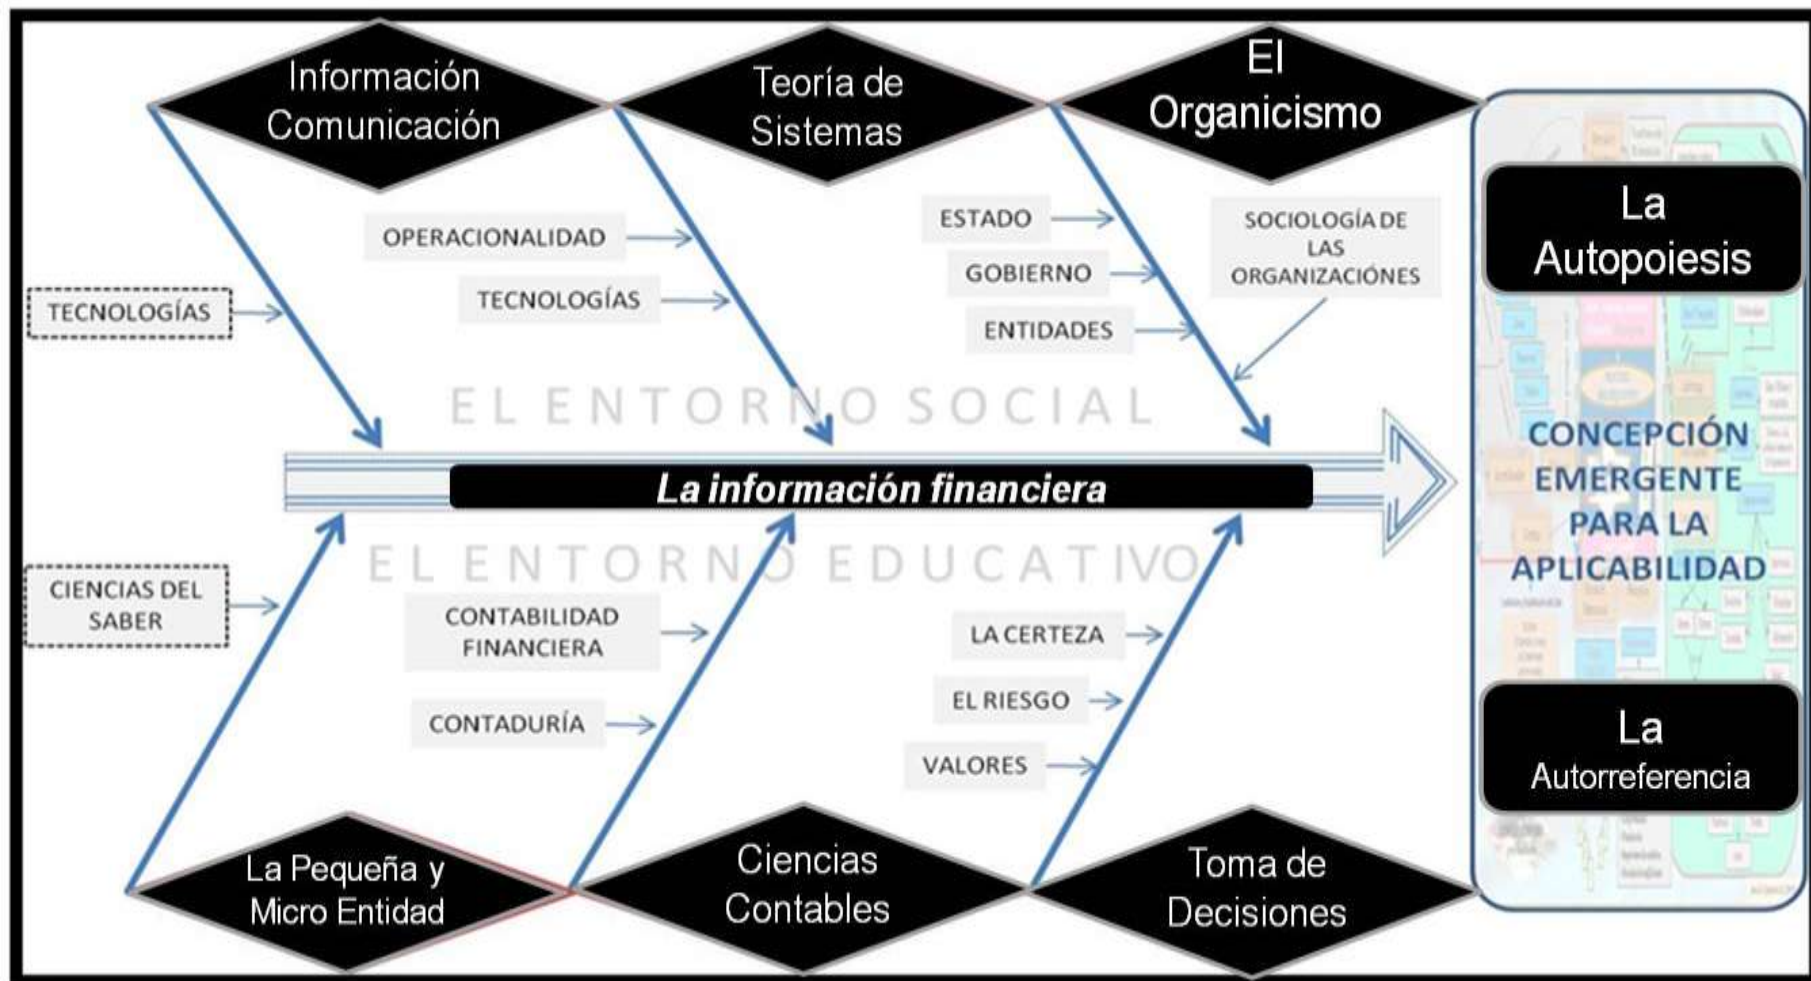 Información
Comunicación
Teoría de
Sistemas
El
Organicismo
La
Autopoiesis
OPERACIONALIDAD
TECNOLOGÍAS
TECNOLOGÍAS
ESTADO
GOBIERNO
ENTIDADES
SOCIOLOGÍA DE
LAS
ORGANIZACIÓNES
EL ENTORNO SOCIAL
La información financiera
EL ENTORNO EDUCATIVO
CONCEPCIÓN
EMERGENTE
PARA LA
APLICABILIDAD
CIENCIAS DEL
SABER
CONTABILIDAD
FINANCIERA
CONTADURÍA
LA CERTEZA
EL RIESGO
VALORES
La
Autorreferencia
La Pequeña y
Micro Entidad
Ciencias
Contables
Toma de
Decisiones